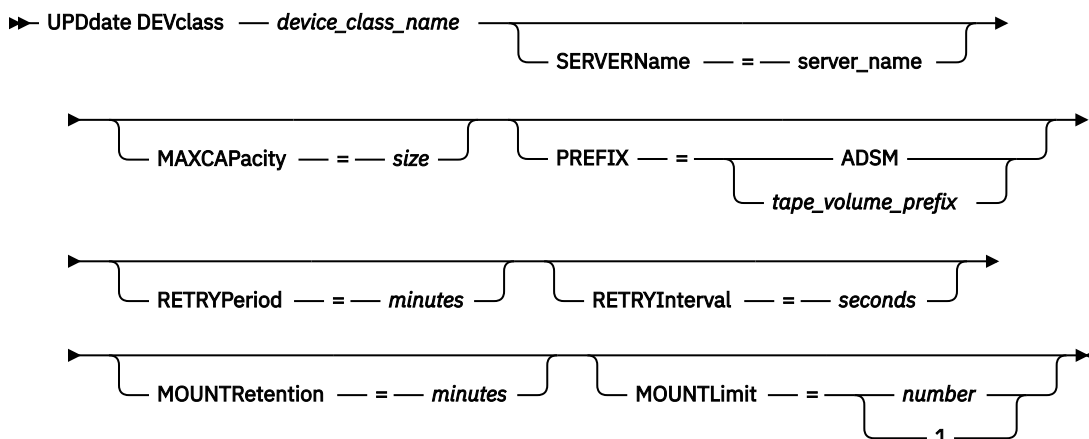 UPDdate DEVclass device_class_name
SERVERName = server_name
MAXCAPacity = size PREFIX = ADSM
tape_volume_prefix
RETRYPeriod = minutes RETRYInterval = seconds
MOUNTRetention = minutes MOUNTLimit = number
1